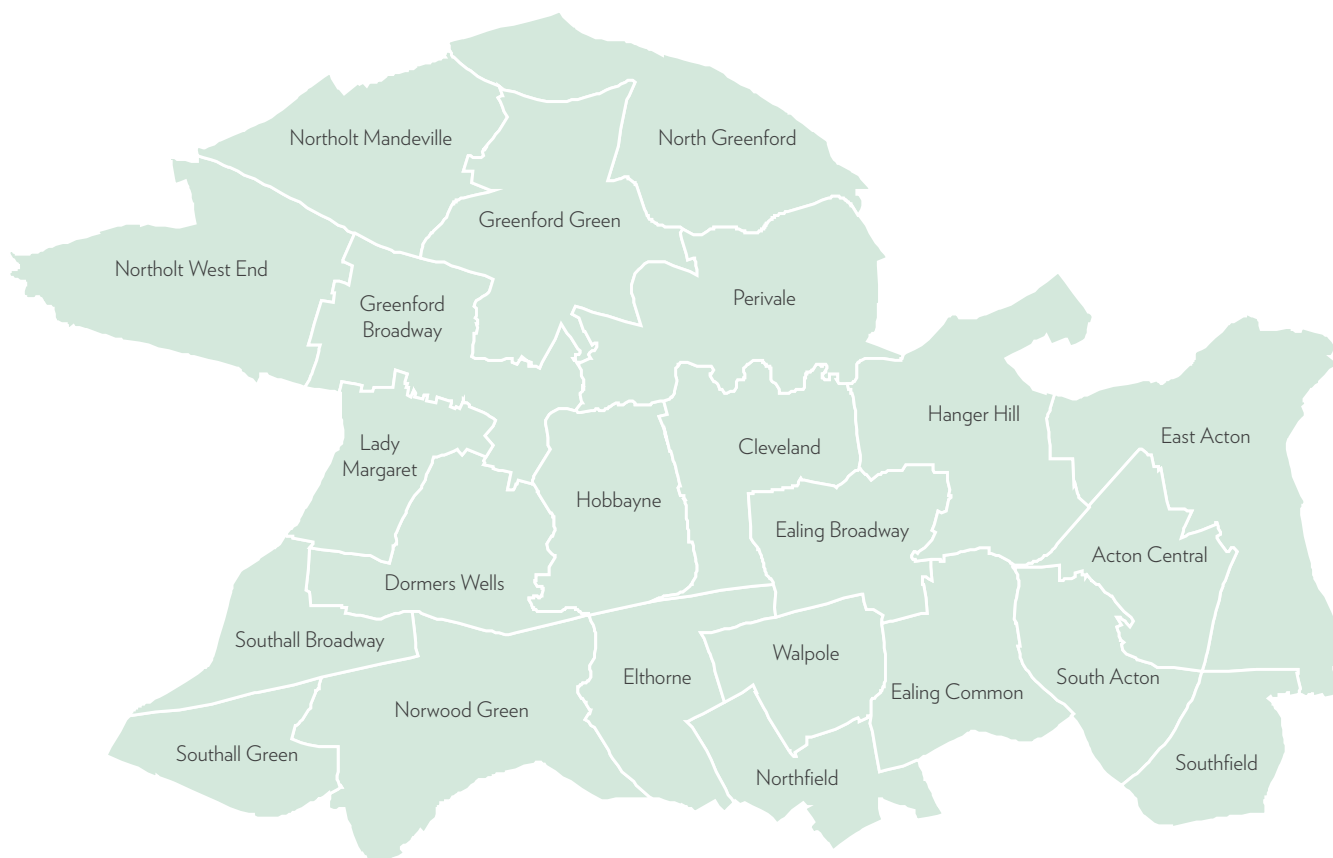 Northolt Mandeville
North Greenford
Greenford Green
Northolt West End
Perivale
Greenford
Broadway
Hanger Hill
East Acton
Lady
Margaret
Cleveland
Hobbayne
Ealing Broadway
Acton Central
Dormers Wells
Southall Broadway
Walpole
Elthorne
South Acton
Ealing Common
Norwood Green
Southall Green
Southfield
Northfield